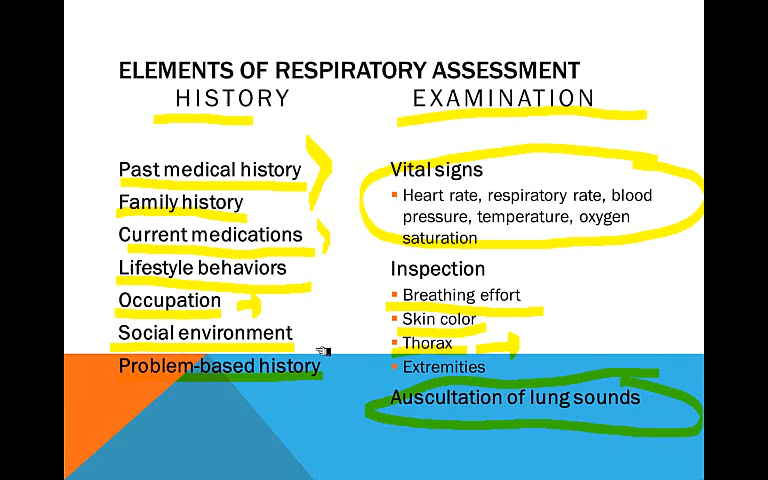 ELEMENTS OF RESPIRATORY ASSESSMENT
HISTORY
Past medical history
Family history
Current medications
Lifestyle behaviors
Occupation
Social environment
Problem-based history
EXAMINATION
Vital signs
▪ Heart rate, respiratory rate, blood
pressure, temperature, oxygen
saturation
Inspection
▪ Breathing effort
▪ Skin color
▪ Thorax
▪ Extremities
Auscultation of lung sounds